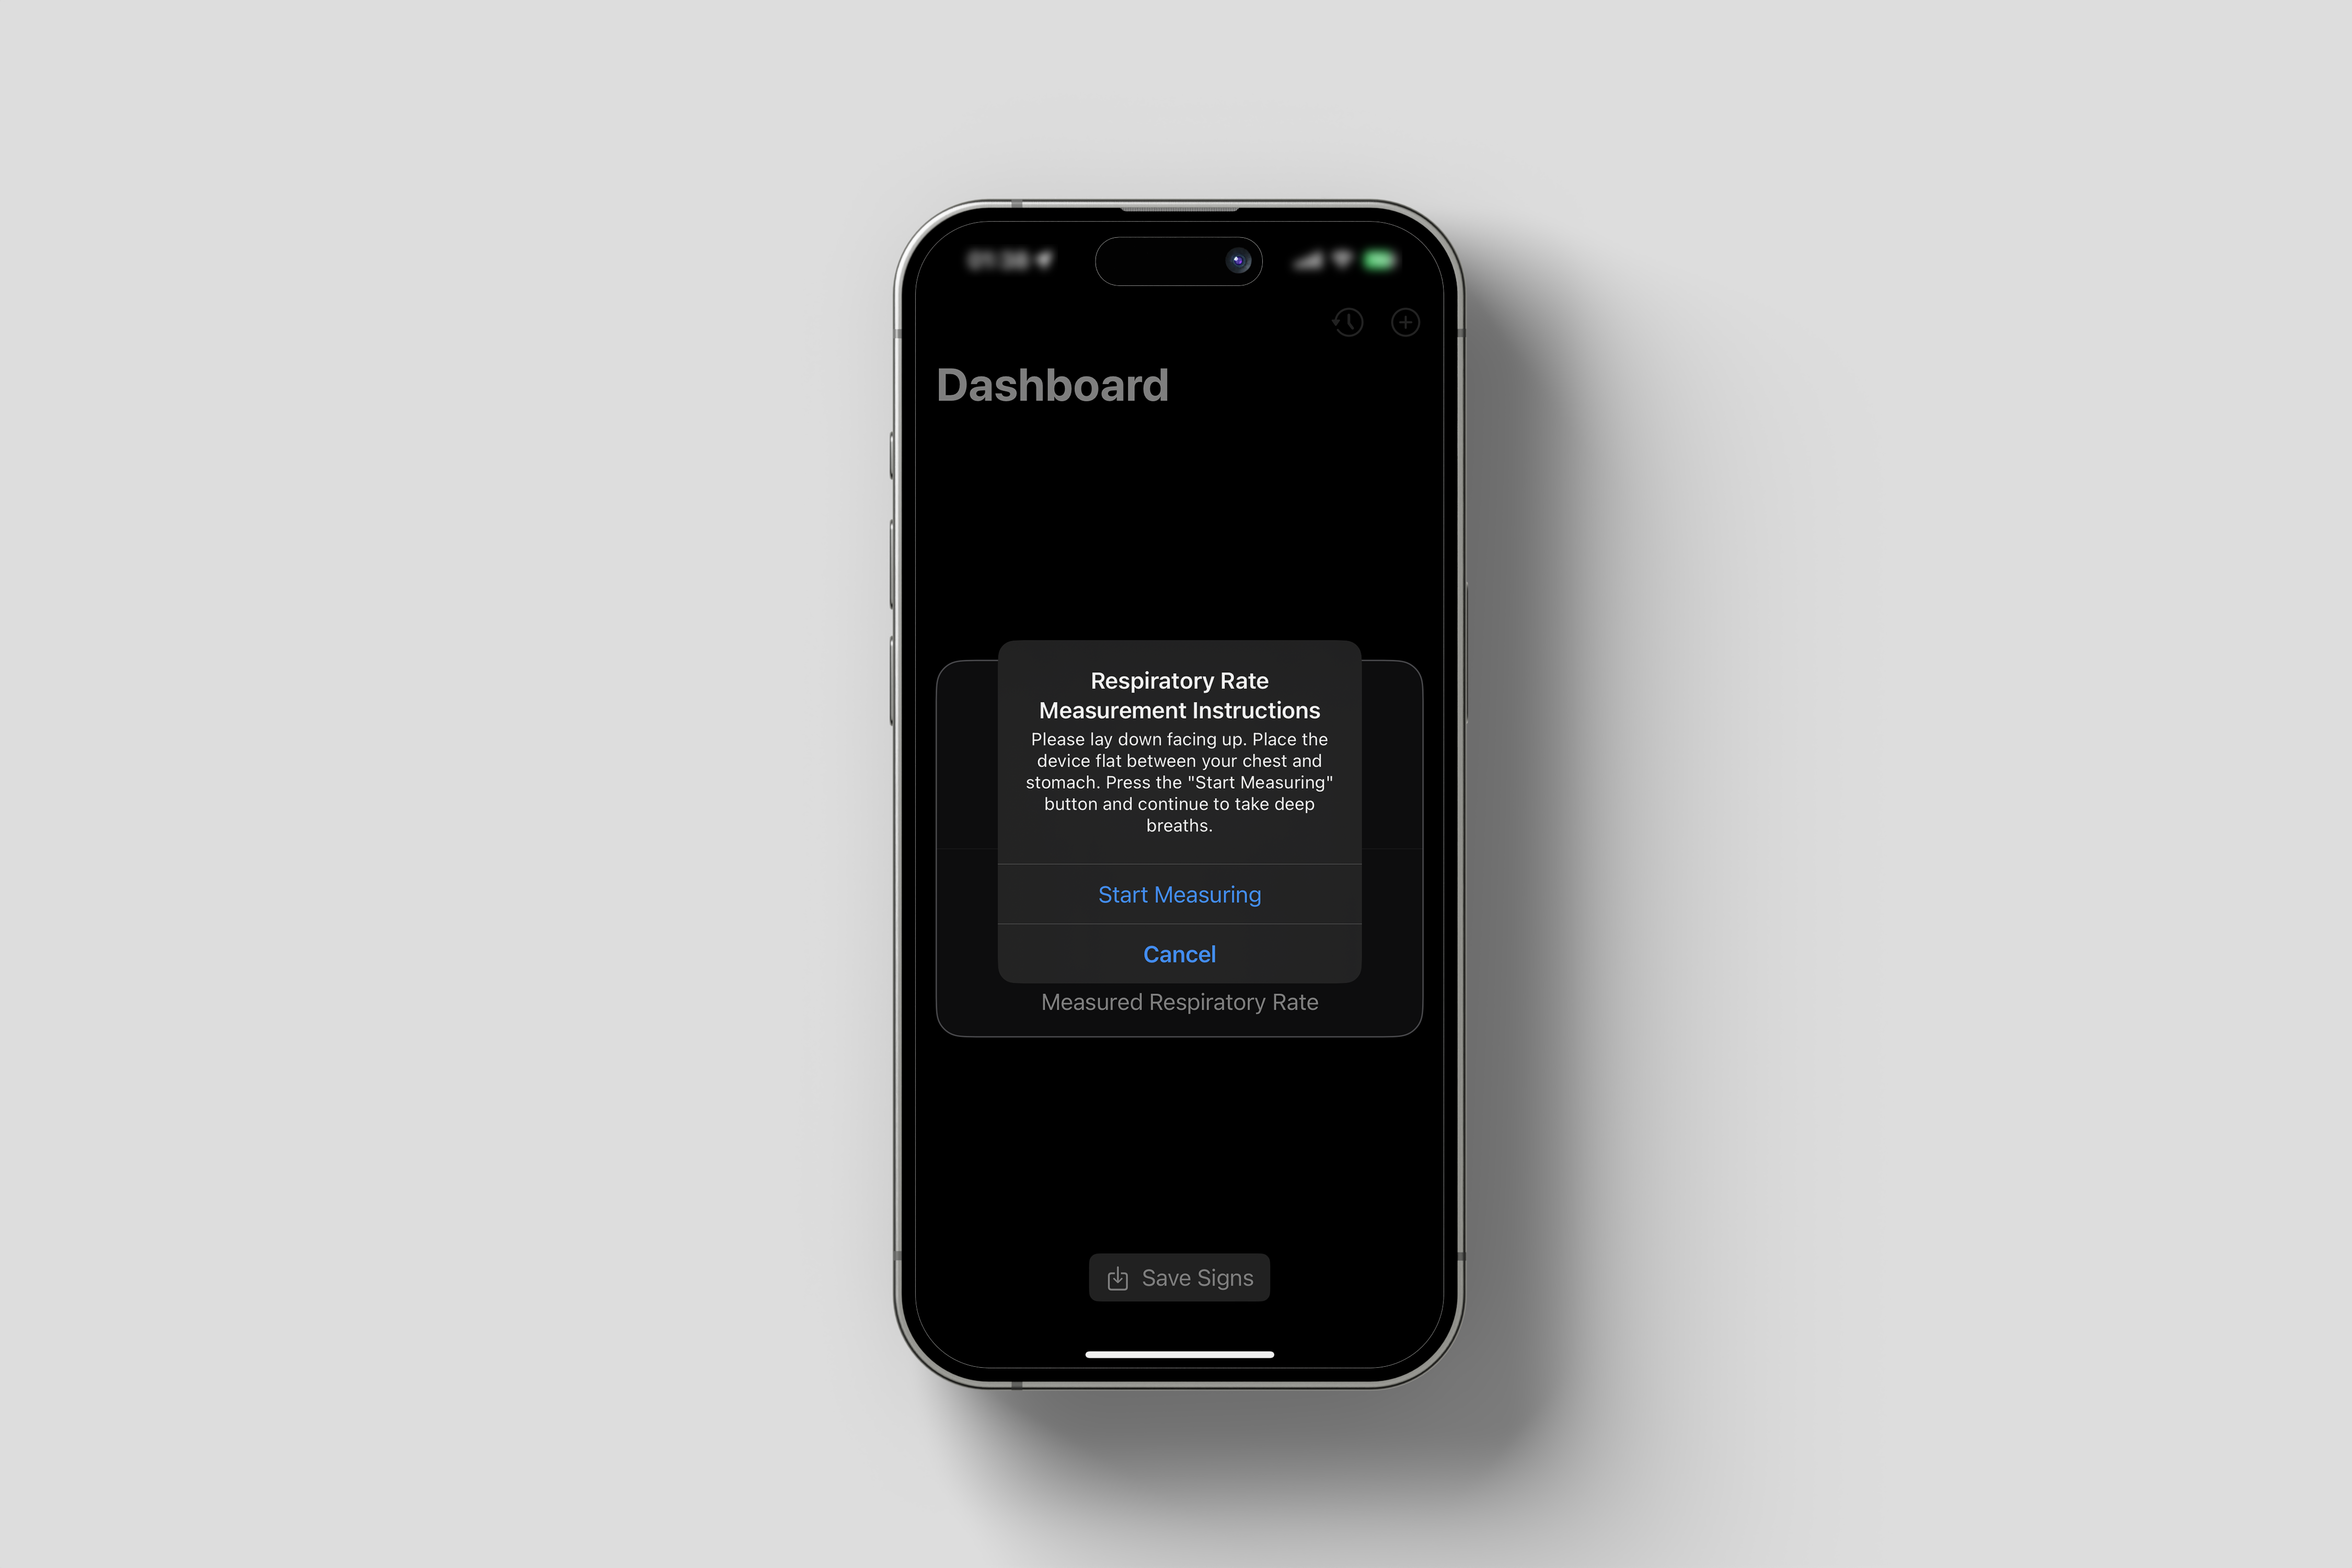 Dashboard
Respiratory Rate
Measurement Instructions
Please lay down facing up. Place the
device flat between your chest and
stomach. Press the "Start Measuring"
button and continue to take deep
breaths.
Start Measuring
Cancel
Measured Respiratory Rate
Save Signs